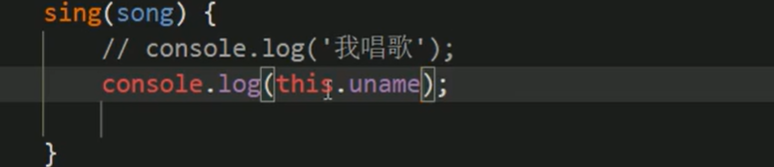 sing(song) {
// console.log('我唱歌');
console.log(this.uname);
}